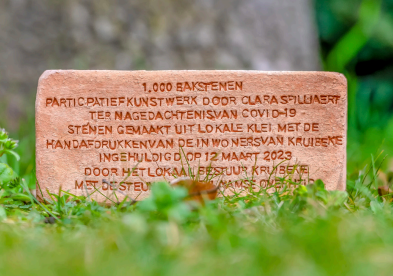 1.000 BAKSTENEN
PARTICIPATIEF KUNSTWERK DOOR CLARA SPILLIAERT
TER NAGEDACHTENIS VAN COVID-19
STENEN GEMAAKT UIT LOKALE KLEI MET DE
HANDAFDRUKKEN VAN DE INWONERS VAN KRUIBEKE
INGEHULDIGD OP 12 MAART 2023
DOOR HET LOKAAL BESTUUR KRUIBEKE
MET DE STEUN